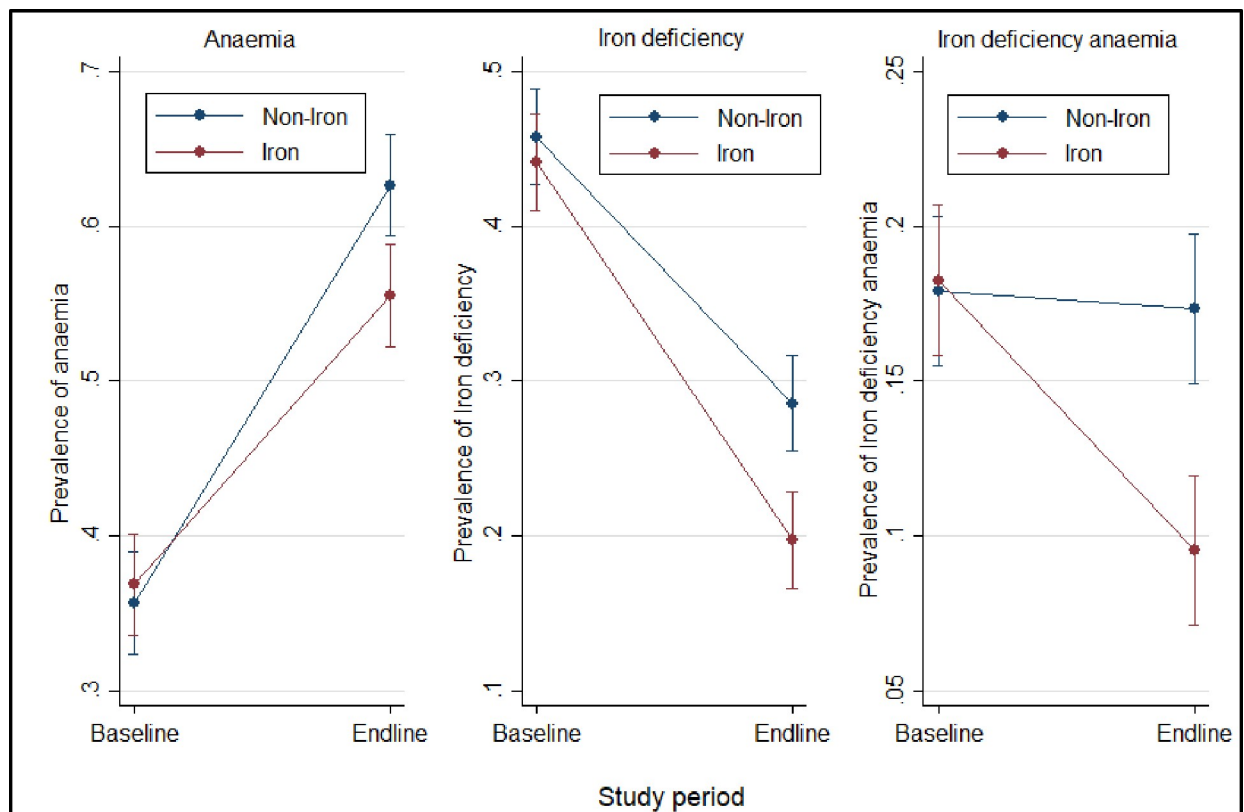 Anaemia
Prevalence of anaemia
.7
.6
.5
.4
.3
Non-Iron
Iron
Baseline
Endline
Iron deficiency
Prevalence of Iron deficiency
.5
.4
.3
.2
.1
Non-Iron
Iron
Baseline
Endline
Iron deficiency anaemia
Prevalence of Iron deficiency anaemia
.25
.2
.15
.1
.05
Non-Iron
Iron
Baseline
Endline
Study period